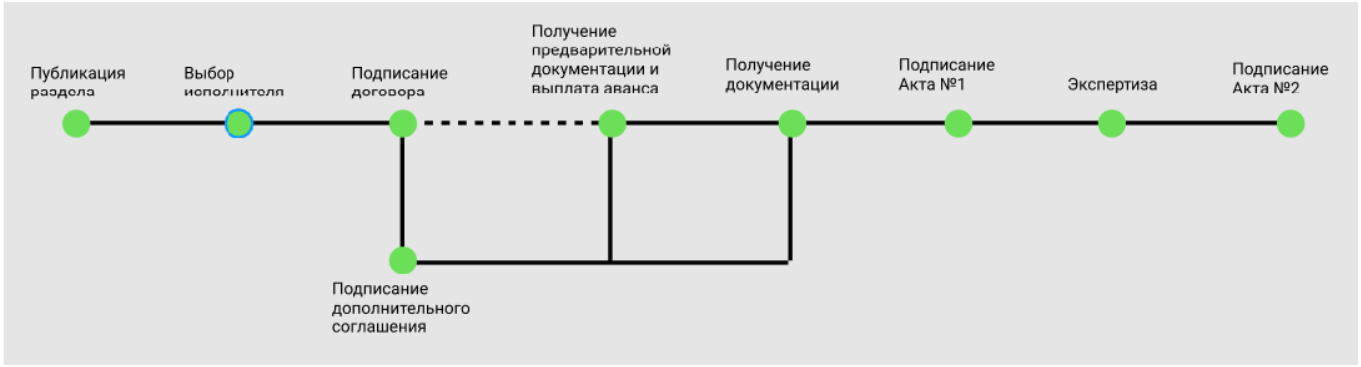 Публикация
раздела
Выбор
исполнителя
Подписание
договора
Получение
предварительной
документации и
выплата аванса
Получение
документации
Подписание
Акта №1
Экспертиза
Подписание
Акта №2
Подписание
дополнительного
соглашения